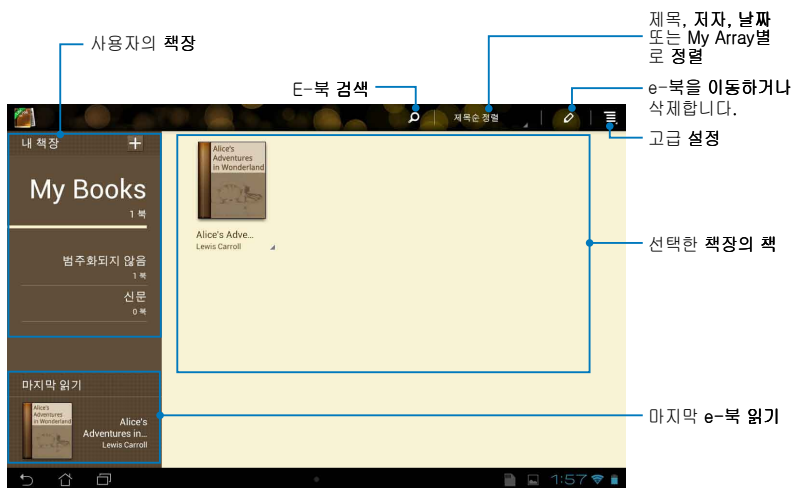 제목, 저자, 날짜
또는 My Array별
로 정렬
사용자의 책장
E-북 검색
e-북을 이동하거나
삭제합니다.
제목순 정렬
고급 설정
내 책장
Alice's
Adventures
in Wonderland
My Books
1 북
Alice's Adve...
Lewis Carroll
선택한 책장의 책
범주화되지 않음
1 북
신문
0 북
마지막 읽기
Alice's
Adventures
in Wonderland
Alice's
Adventures in...
Lewis Carroll
마지막 e-북 읽기
1:57